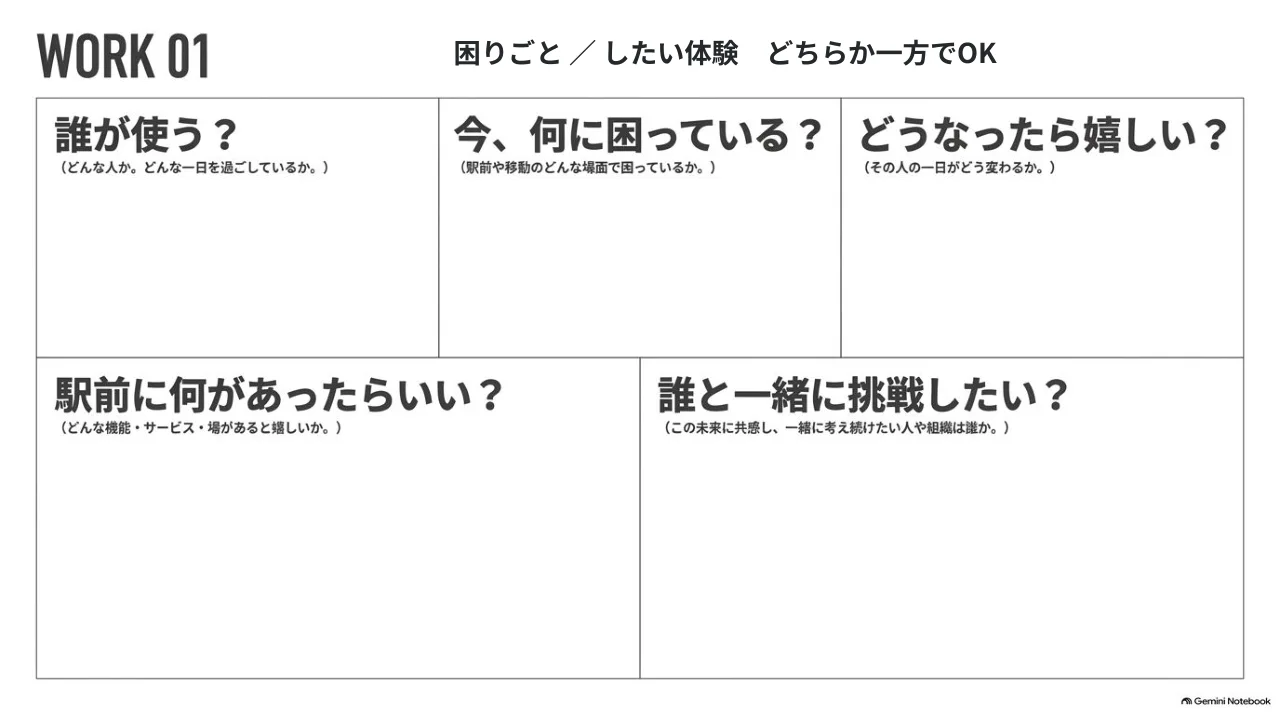 WORK 01
困りごと ／ したい体験　どちらか一方でOK
誰が使う？
（どんな人か。どんな一日を過ごしているか。）
今、何に困っている？
（駅前や移動のどんな場面で困っているか。）
どうなったら嬉しい？
（その人の一日がどう変わるか。）
駅前に何があったらいい？
（どんな機能・サービス・場があると嬉しいか。）
誰と一緒に挑戦したい？
（この未来に共感し、一緒に考え続けたい人や組織は誰か。）
Gemini Notebook